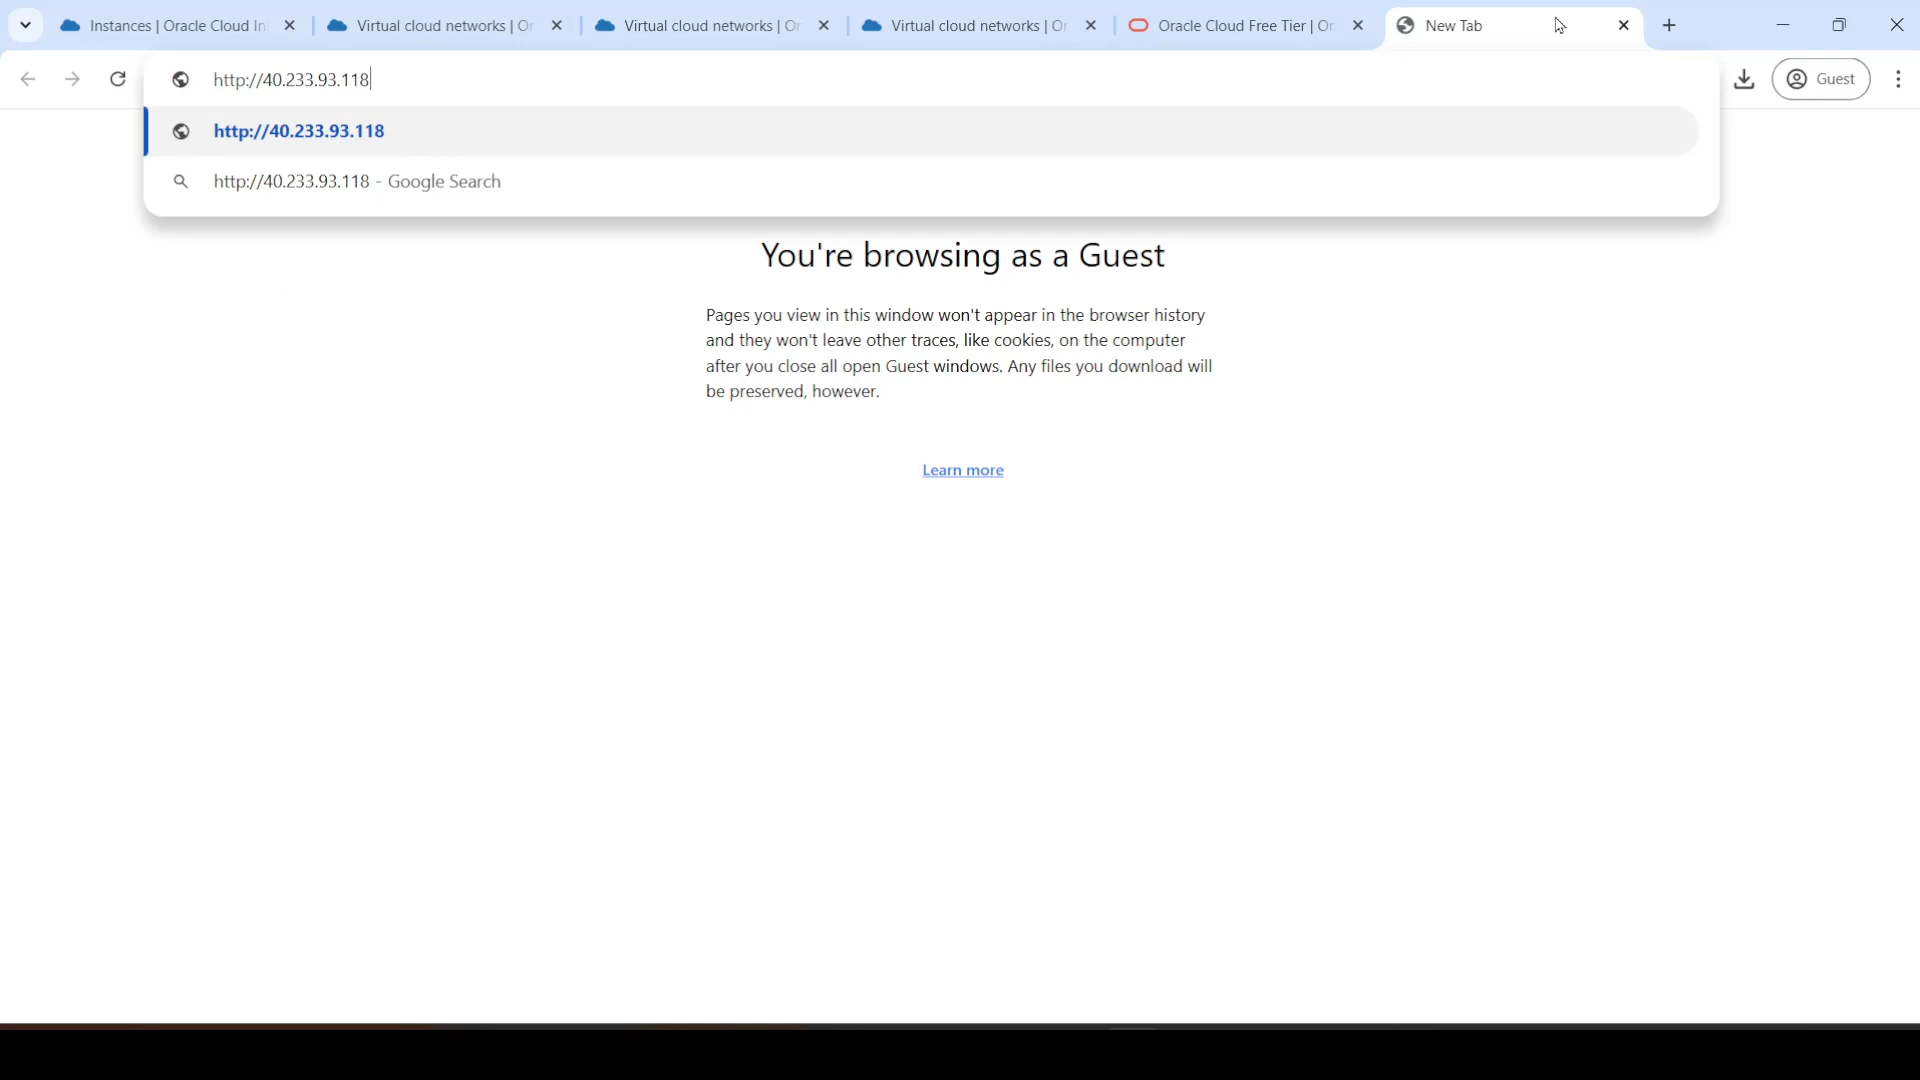 Instances | Oracle Cloud In
Virtual cloud networks | Or
Virtual cloud networks | Or
Virtual cloud networks | Or
Oracle Cloud Free Tier | Or
New Tab
http://40.233.93.118
Guest
http://40.233.93.118
http://40.233.93.118 - Google Search
You're browsing as a Guest
Pages you view in this window won't appear in the browser history
and they won't leave other traces, like cookies, on the computer
after you close all open Guest windows. Any files you download will
be preserved, however.
Learn more